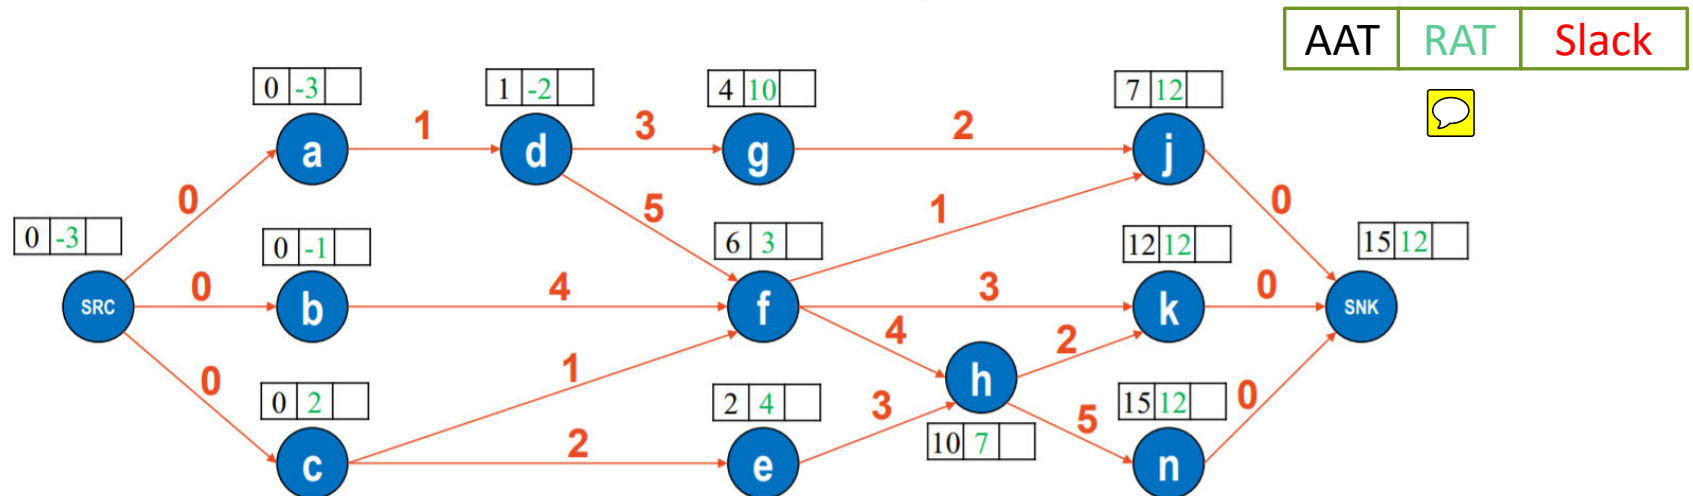 AAT RAT Slack
0 -3
1 -2
4 10
7 12
a 1 d 3 g 2 j
0 5 1 0
0 -3
0 -1
6 3
12 12
15 12
SRC 0 b 4 f 3 k 0 SNK
4 2
0 1 h
0 2
2 4
3 5 15 12 0
c 2 e 10 7 n